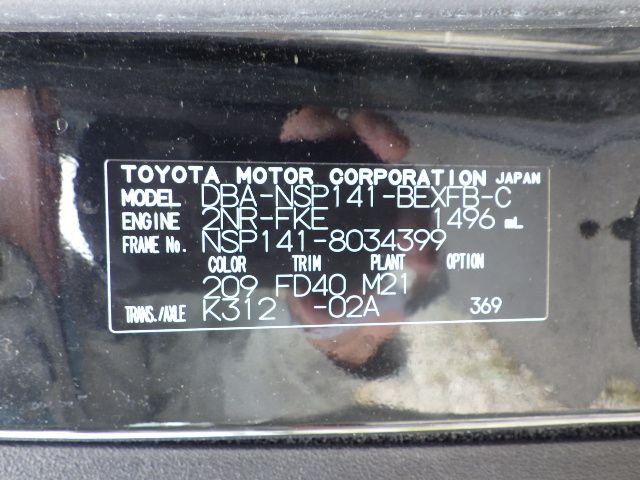 TOYOTA MOTOR CORPORATION JAPAN
MODEL DBA-NSP141-BEXFB-C
ENGINE 2NR-FKE 1496 mL
FRAME No. NSP141-8034399
COLOR TRIM PLANT OPTION
209 FD40 M21
TRANS./AXLE K312 -02A 369